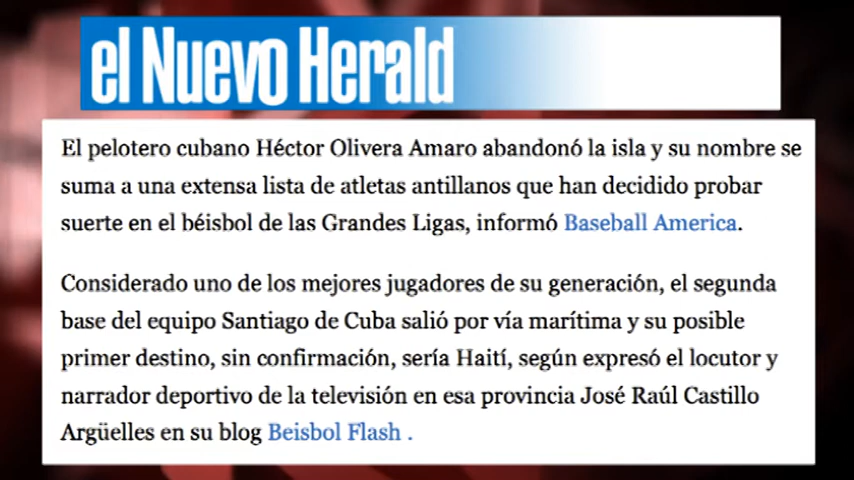 el Nuevo Herald
El pelotero cubano Héctor Olivera Amaro abandonó la isla y su nombre se
suma a una extensa lista de atletas antillanos que han decidido probar
suerte en el béisbol de las Grandes Ligas, informó Baseball America.
Considerado uno de los mejores jugadores de su generación, el segunda
base del equipo Santiago de Cuba salió por vía marítima y su posible
primer destino, sin confirmación, sería Haití, según expresó el locutor y
narrador deportivo de la televisión en esa provincia José Raúl Castillo
Argüelles en su blog Beisbol Flash .